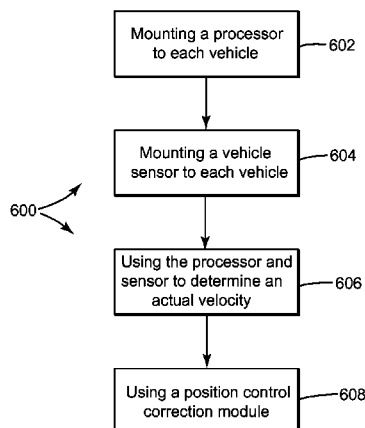 Mounting a processor
to each vehicle
602
Mounting a vehicle
sensor to each vehicle
604
600
Using the processor and
sensor to determine an
actual velocity
606
Using a position control
correction module
608